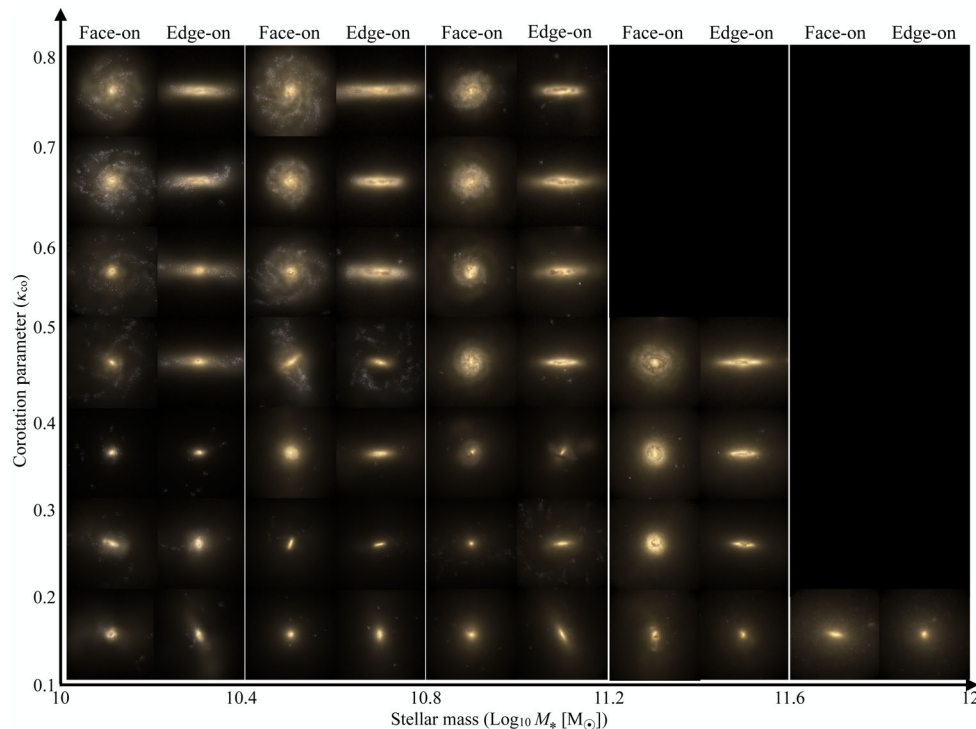 Face-on Edge-on Face-on Edge-on Face-on Edge-on Face-on Edge-on Face-on Edge-on
0.8
0.7
0.6
0.5
0.4
0.3
0.2
0.1
Corotation parameter (κco)
10 10.4 10.8 11.2 11.6 12
Stellar mass (Log10 M* [M⊙])